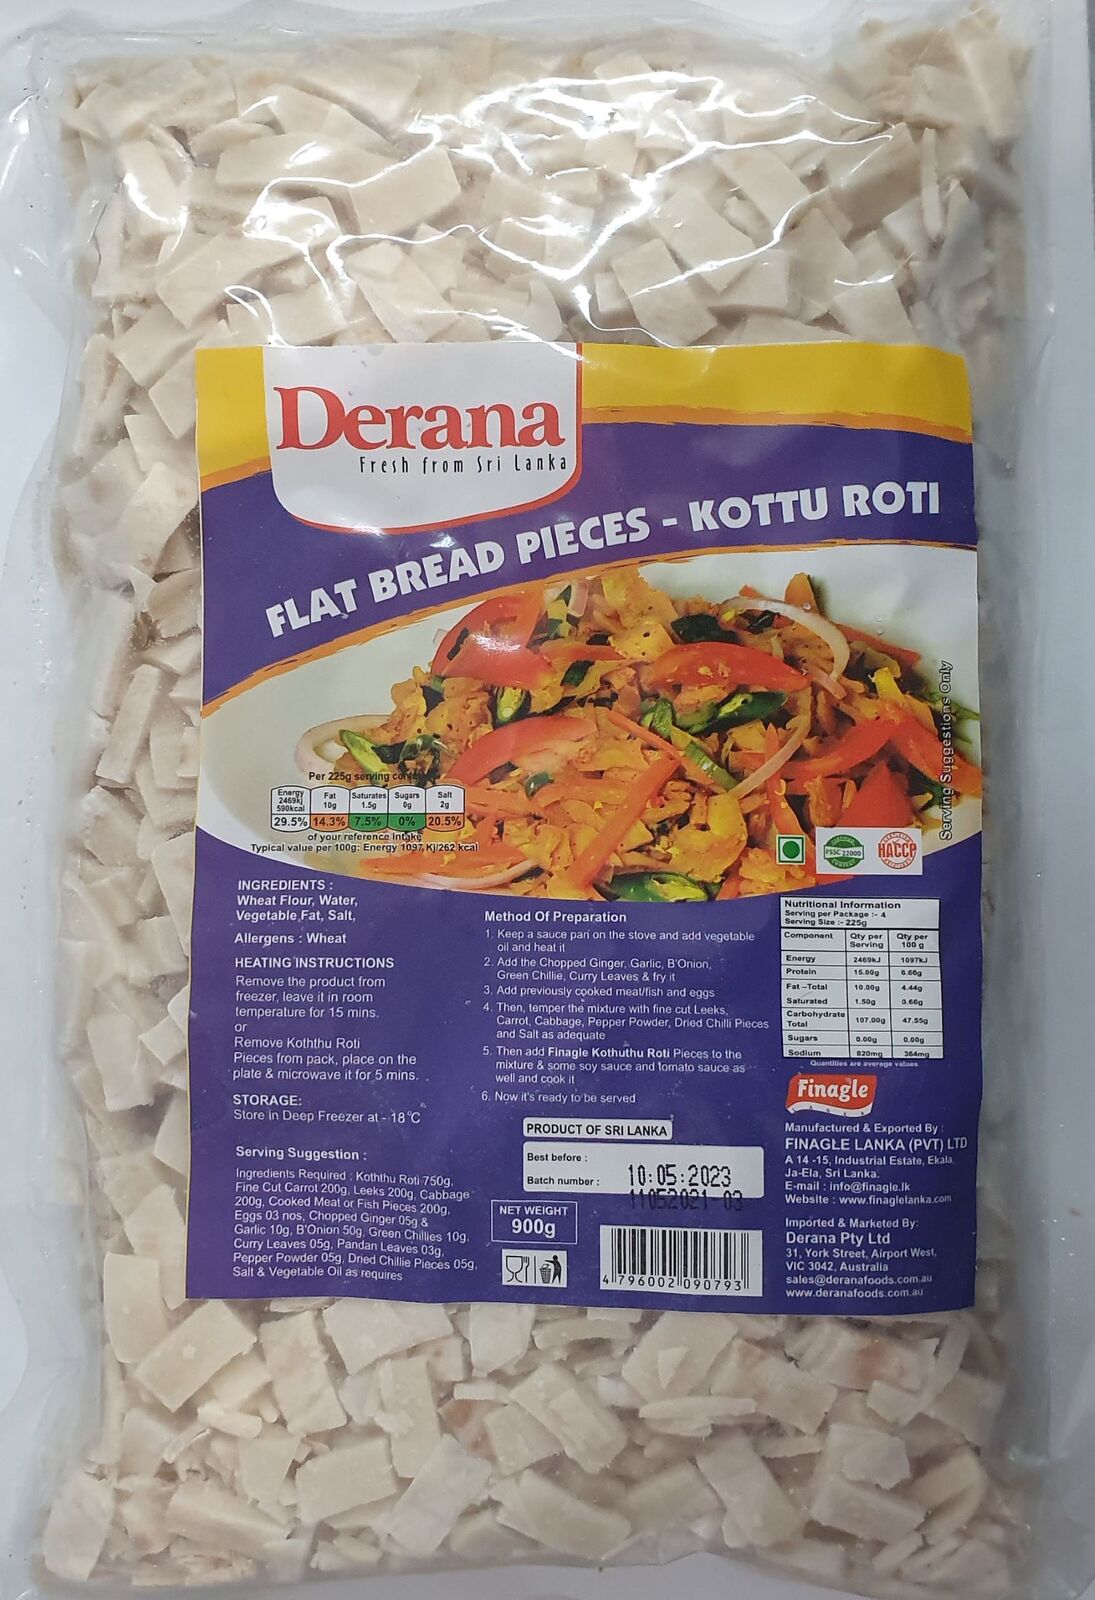 Derana
Fresh from Sri Lanka
FLAT BREAD PIECES - KOTTU ROTI
Serving Suggestions Only
Per 225g serving
Energy
2469kj
590kcal
29.5%
Fat
10g
14.3%
Saturates
1.5g
7.5%
Sugars
0g
0%
Salt
2g
20.5%
of your reference intake
Typical value per 100g: Energy 1097 Kj/262 kcal
FSSC 22000
HACCP
INGREDIENTS :
Wheat Flour, Water,
Vegetable Fat, Salt,
Allergens : Wheat
HEATING INSTRUCTIONS
Remove the product from
freezer, leave it in room
temperature for 15 mins.
or
Remove Koththu Roti
Pieces from pack, place on the
plate & microwave it for 5 mins.
STORAGE:
Store in Deep Freezer at - 18 °C
Serving Suggestion ;
Ingredients Required : Koththu Roti 750g,
Fine Cut Carrot 200g, Leeks 200g, Cabbage
200g, Cooked Meat or Fish Pieces 200g,
Eggs 03 nos, Chopped Ginger 05g &
Garlic 10g, B'Onion 50g, Green Chillies 10g.
Curry Leaves 05g, Pandan Leaves 03g,
Pepper Powder 05g, Dried Chillie Pieces 05g,
Salt & Vegetable Oil as requires
Method Of Preparation
1. Keep a sauce pan on the stove and add vegetable
oil and heat it
2. Add the Chopped Ginger, Garlic, B'Onion,
Green Chillie, Curry Leaves & fry it
3. Add previously cooked meat/fish and eggs
4. Then, temper the mixture with fine cut Leeks,
Carrot, Cabbage, Pepper Powder, Dried Chilli Pieces
and Salt as adequate
5. Then add Finagle Kothuthu Roti Pieces to the
mixture & some soy sauce and tomato sauce as
well and cook it
6. Now it's ready to be served
PRODUCT OF SRI LANKA
Best before :
10:05:2023
Batch number :
11052021-03
NET WEIGHT
900g
4 796002 090793
Nutritional Information
Serving per Package :- 4
Serving Size :- 225g
Component Qty per Serving Qty per 100 g
Energy 2469kJ 1097kJ
Protein 15.00g 6.66g
Fat –Total 10.00g 4.44g
Saturated 1.50g 0.66g
Carbohydrate Total 107.00g 47.55g
Sugars 0.00g 0.00g
Sodium 820mg 364mg
Quantities are averege values
Finagle
LANKA
Manufactured & Exported By :
FINAGLE LANKA (PVT) LTD
A 14 -15, Industrial Estate, Ekala,
Ja-Ela, Sri Lanka.
E-mail : info@finagle.lk
Website : www.finaglelanka.com
Imported & Marketed By:
Derana Pty Ltd
31, York Street, Airport West,
VIC 3042, Australia
sales@deranafoods.com.au
www.deranafoods.com.au